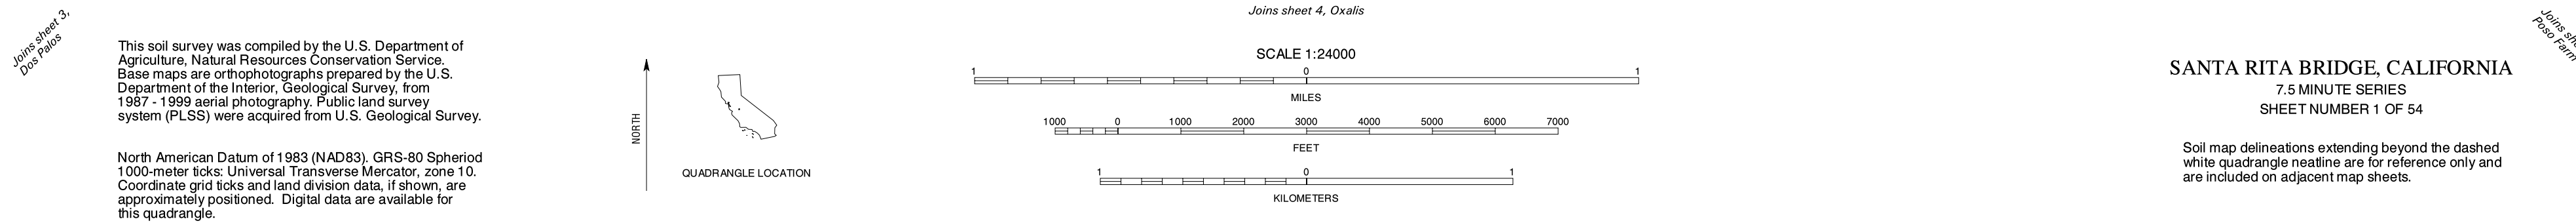 Joins sheet 3,
Dos Palos
This soil survey was compiled by the U.S. Department of
Agriculture, Natural Resources Conservation Service.
Base maps are orthophotographs prepared by the U.S.
Department of the Interior, Geological Survey, from
1987 - 1999 aerial photography. Public land survey
system (PLSS) were acquired from U.S. Geological Survey.
North American Datum of 1983 (NAD83). GRS-80 Spheriod
1000-meter ticks: Universal Transverse Mercator, zone 10.
Coordinate grid ticks and land division data, if shown, are
approximately positioned. Digital data are available for
this quadrangle.
NORTH
QUADRANGLE LOCATION
Joins sheet 4, Oxalis
SCALE 1:24000
1 0 1
MILES
1000 0 1000 2000 3000 4000 5000 6000 7000
FEET
1 0 1
KILOMETERS
SANTA RITA BRIDGE, CALIFORNIA
7.5 MINUTE SERIES
SHEET NUMBER 1 OF 54
Soil map delineations extending beyond the dashed
white quadrangle neatline are for reference only and
are included on adjacent map sheets.
Joins
Poso Farm